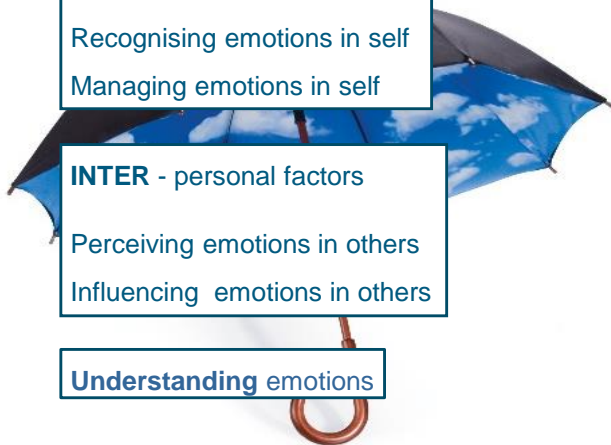 Recognising emotions in self
Managing emotions in self
INTER - personal factors
Perceiving emotions in others
Influencing  emotions in others
Understanding emotions